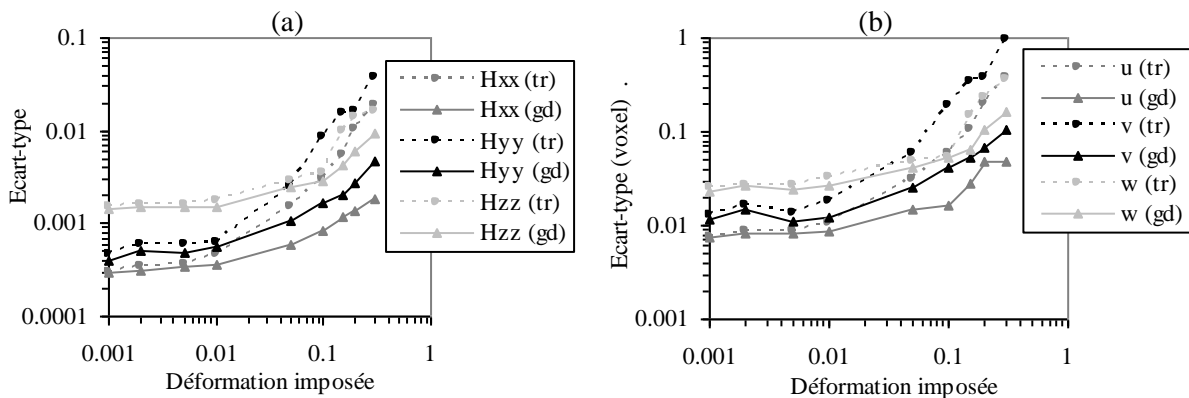 (a)
0.1
0.01
0.001
0.0001
0.001
0.01
0.1
1
Ecart-type
Déformation imposée
Hxx (tr)
Hxx (gd)
Hyy (tr)
Hyy (gd)
Hzz (tr)
Hzz (gd)
(b)
1
0.1
0.01
0.001
0.001
0.01
0.1
1
Ecart-type (voxel) .
Déformation imposée
u (tr)
u (gd)
v (tr)
v (gd)
w (tr)
w (gd)